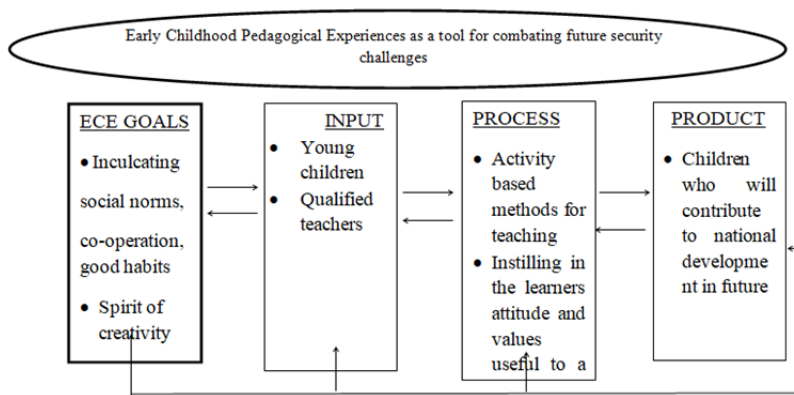 Early Childhood Pedagogical Experiences as a tool for combating future security
challenges
ECE GOALS
• Inculcating
social norms,
co-operation,
good habits
• Spirit of
creativity
INPUT
• Young
children
• Qualified
teachers
PROCESS
• Activity
based
methods for
teaching
• Instilling in
the learners
attitude and
values
useful to a
PRODUCT
• Children
who will
contribute
to national
developme
nt in future